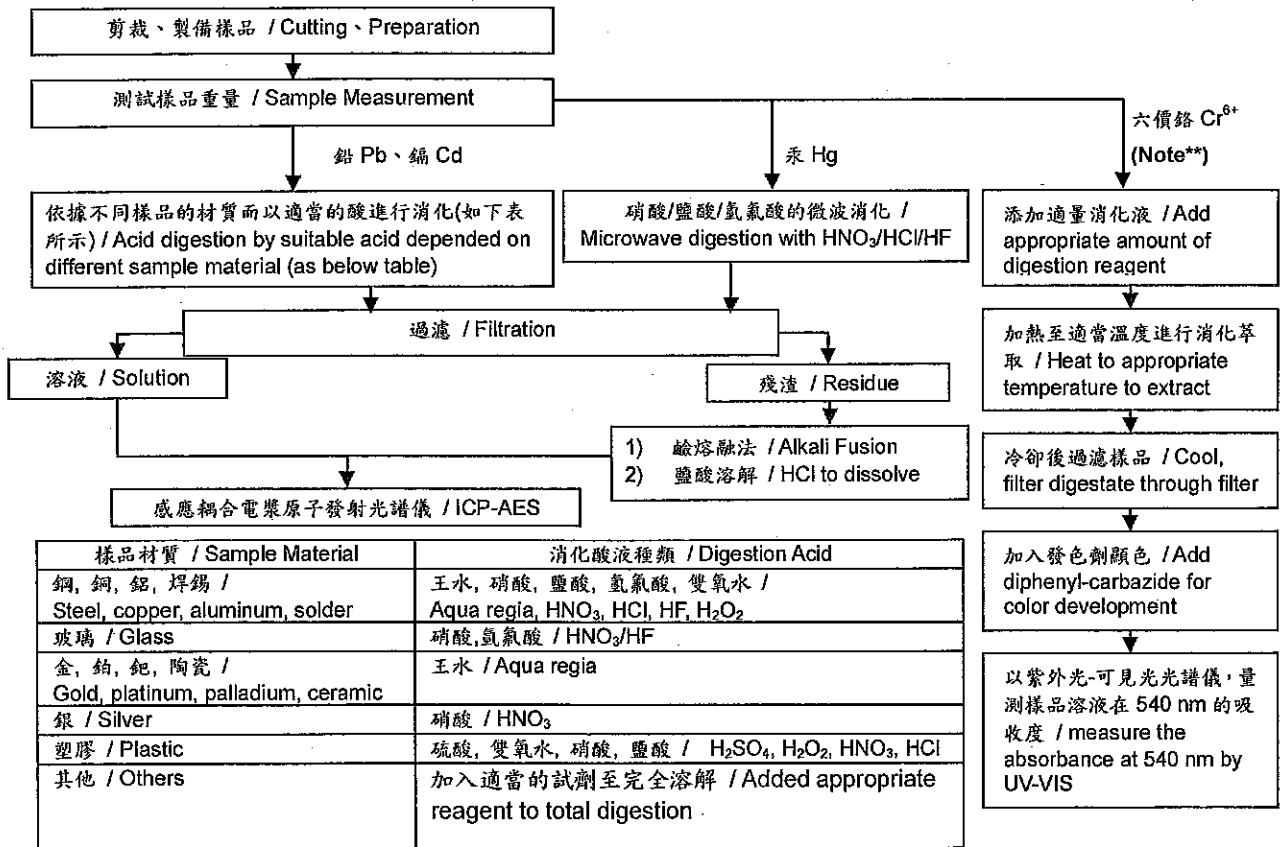 剪裁、製備樣品 / Cutting、Preparation
測試樣品重量 / Sample Measurement
鉛 Pb、鎘 Cd
汞 Hg
六價鉻 Cr⁶⁺
(Note**)
依據不同樣品的材質而以適當的酸進行消化(如下表
所示) / Acid digestion by suitable acid depended on
different sample material (as below table)
硝酸/鹽酸/氫氟酸的微波消化 /
Microwave digestion with HNO₃/HCl/HF
添加適量消化液 / Add
appropriate amount of
digestion reagent
過濾 / Filtration
溶液 / Solution
殘渣 / Residue
加熱至適當溫度進行消化萃
取 / Heat to appropriate
temperature to extract
1) 鹼熔融法 / Alkali Fusion
2) 鹽酸溶解 / HCl to dissolve
冷卻後過濾樣品 / Cool,
filter digestate through filter
感應耦合電漿原子發射光譜儀 / ICP-AES
加入發色劑顯色 / Add
diphenyl-carbazide for
color development
以紫外光-可見光光譜儀,量
測樣品溶液在 540 nm 的吸
收度 / measure the
absorbance at 540 nm by
UV-VIS
樣品材質 / Sample Material
消化酸液種類 / Digestion Acid
鋼, 銅, 鋁, 焊錫 /
Steel, copper, aluminum, solder
王水, 硝酸, 鹽酸, 氫氟酸, 雙氧水 /
Aqua regia, HNO₃, HCl, HF, H₂O₂
玻璃 / Glass
硝酸,氫氟酸 / HNO₃/HF
金, 鉑, 鈀, 陶瓷 /
Gold, platinum, palladium, ceramic
王水 / Aqua regia
銀 / Silver
硝酸 / HNO₃
塑膠 / Plastic
硫酸, 雙氧水, 硝酸, 鹽酸 / H₂SO₄, H₂O₂, HNO₃, HCl
其他 / Others
加入適當的試劑至完全溶解 / Added appropriate
reagent to total digestion